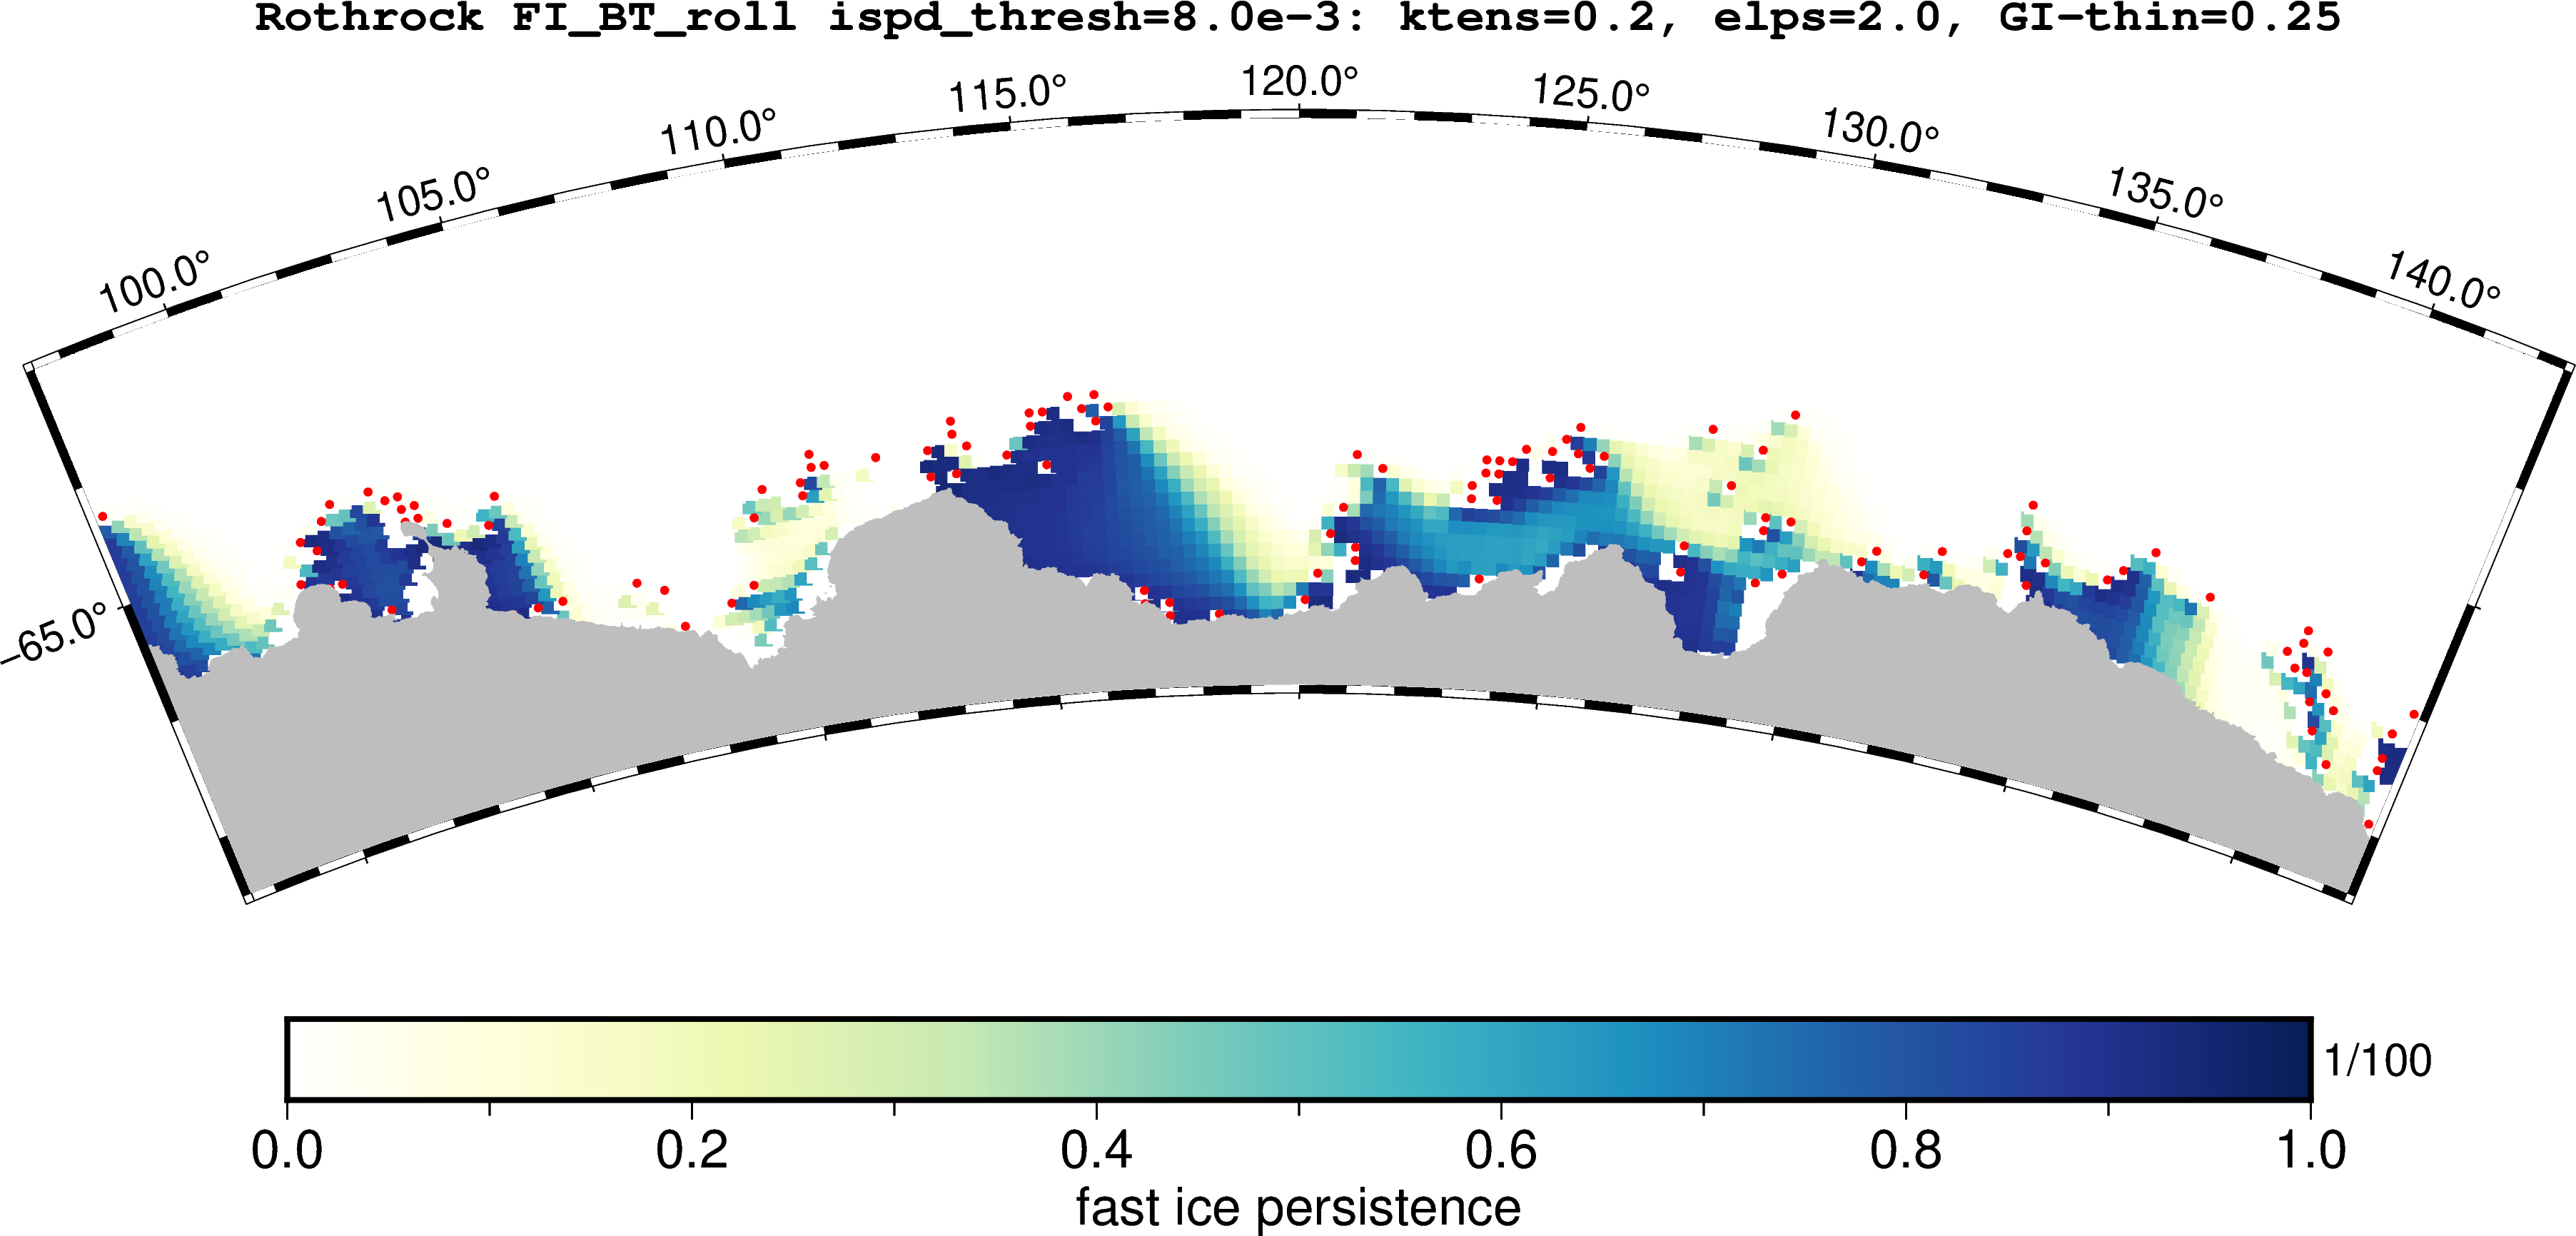 Rothrock FI_BT_roll ispd_thresh=8.0e−3: ktens=0.2, elps=2.0, GI−thin=0.25
100.0° 105.0° 110.0° 115.0° 120.0° 125.0° 130.0° 135.0° 140.0°
−65.0°
1/100
0.0 0.2 0.4 0.6 0.8 1.0
fast ice persistence